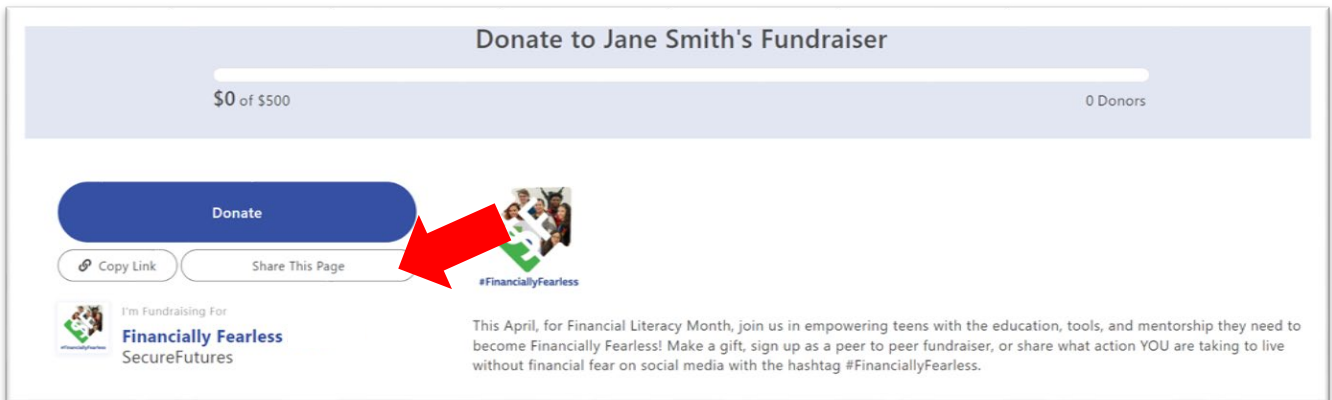 Donate to Jane Smith's Fundraiser
$0 of $500
0 Donors
Donate
Copy Link
Share This Page
#FinanciallyFearless
I'm Fundraising For
Financially Fearless
SecureFutures
This April, for Financial Literacy Month, join us in empowering teens with the education, tools, and mentorship they need to
become Financially Fearless! Make a gift, sign up as a peer to peer fundraiser, or share what action YOU are taking to live
without financial fear on social media with the hashtag #FinanciallyFearless.